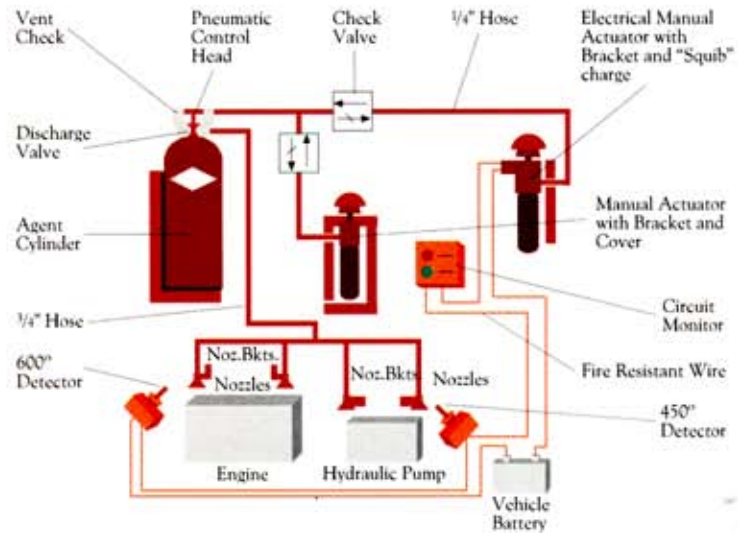 Vent
Check
Pneumatic
Control
Head
Check
Valve
¼" Hose
Electrical Manual
Actuator with
Bracket and "Squib"
charge
Discharge
Valve
Agent
Cylinder
Manual Actuator
with Bracket and
Cover
Circuit
Monitor
¾" Hose
Fire Resistant Wire
600°
Detector
Noz.Bkts.
Nozzles
Noz.Bkts
Nozzles
450°
Detector
Engine
Hydraulic Pump
Vehicle
Battery